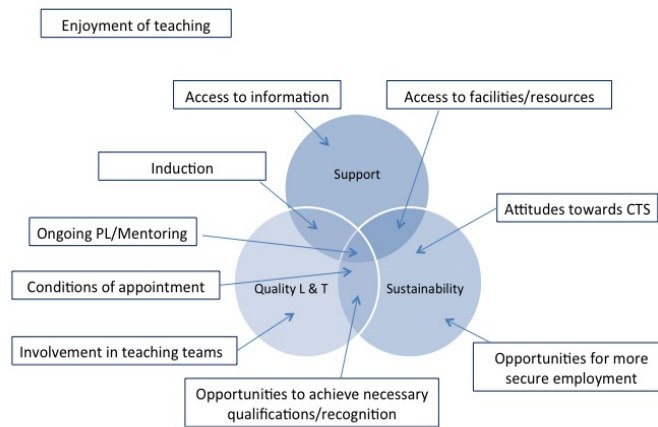 Enjoyment of teaching
Access to information
Access to facilities/resources
Induction
Support
Attitudes towards CTS
Ongoing PL/Mentoring
Conditions of appointment
Quality L & T
Sustainability
Involvement in teaching teams
Opportunities for more
secure employment
Opportunities to achieve necessary
qualifications/recognition